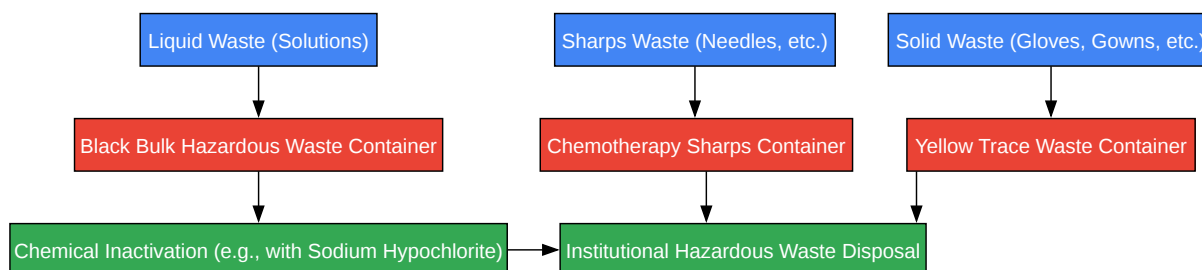 Liquid Waste (Solutions)
Sharps Waste (Needles, etc.)
Solid Waste (Gloves, Gowns, etc.)
Black Bulk Hazardous Waste Container
Chemotherapy Sharps Container
Yellow Trace Waste Container
Chemical Inactivation (e.g., with Sodium Hypochlorite)
Institutional Hazardous Waste Disposal